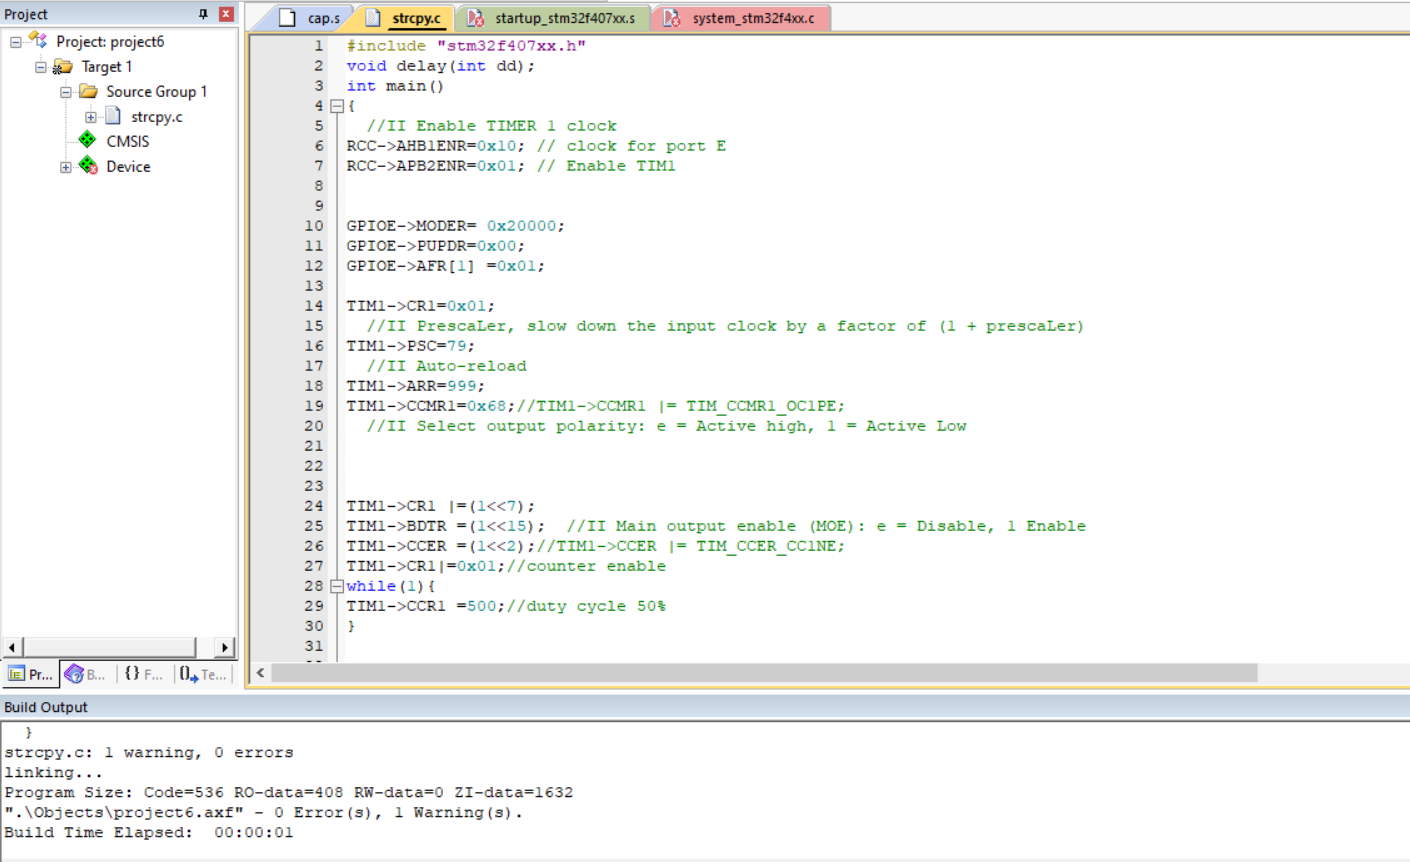 Project
Project: project6
Target 1
Source Group 1
strcpy.c
CMSIS
Device
Pr...
B...
{} F...
0→ Te...
cap.s
strcpy.c
startup_stm32f407xx.s
system_stm32f4xx.c
1 #include "stm32f407xx.h"
2 void delay(int dd);
3 int main()
4 {
5 //II Enable TIMER 1 clock
6 RCC->AHB1ENR=0x10; // clock for port E
7 RCC->APB2ENR=0x01; // Enable TIM1
8
9
10 GPIOE->MODER= 0x20000;
11 GPIOE->PUPDR=0x00;
12 GPIOE->AFR[1] =0x01;
13
14 TIM1->CR1=0x01;
15 //II PrescaLer, slow down the input clock by a factor of (1 + prescaLer)
16 TIM1->PSC=79;
17 //II Auto-reload
18 TIM1->ARR=999;
19 TIM1->CCMR1=0x68;//TIM1->CCMR1 |= TIM_CCMR1_OC1PE;
20 //II Select output polarity: e = Active high, 1 = Active Low
21
22
23
24 TIM1->CR1 |=(1<<7);
25 TIM1->BDTR =(1<<15); //II Main output enable (MOE): e = Disable, 1 Enable
26 TIM1->CCER =(1<<2);//TIM1->CCER |= TIM_CCER_CC1NE;
27 TIM1->CR1|=0x01;//counter enable
28 while(1){
29 TIM1->CCR1 =500;//duty cycle 50%
30 }
31
Build Output
}
strcpy.c: 1 warning, 0 errors
linking...
Program Size: Code=536 RO-data=408 RW-data=0 ZI-data=1632
".\Objects\project6.axf" - 0 Error(s), 1 Warning(s).
Build Time Elapsed: 00:00:01